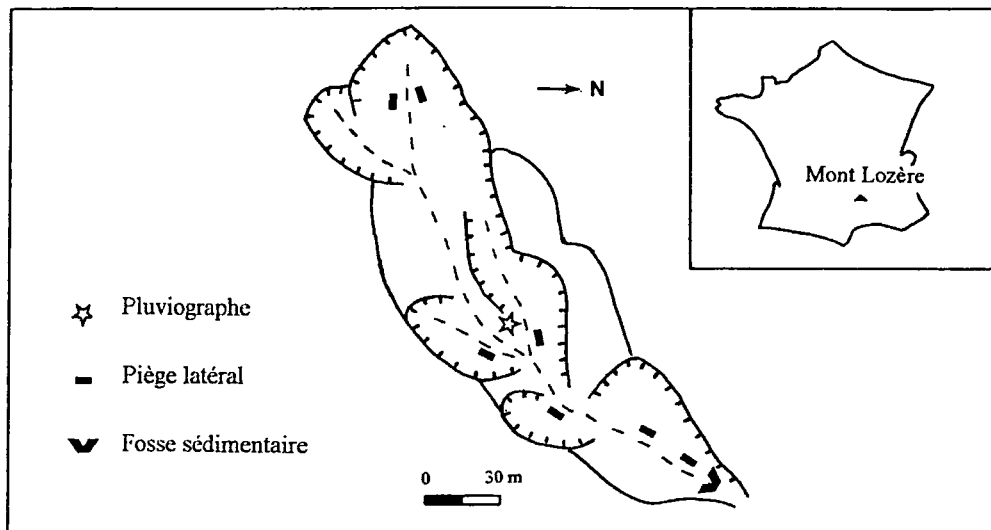 N
Mont Lozère
Pluviographe
Piège latéral
Fosse sédimentaire
0 30 m